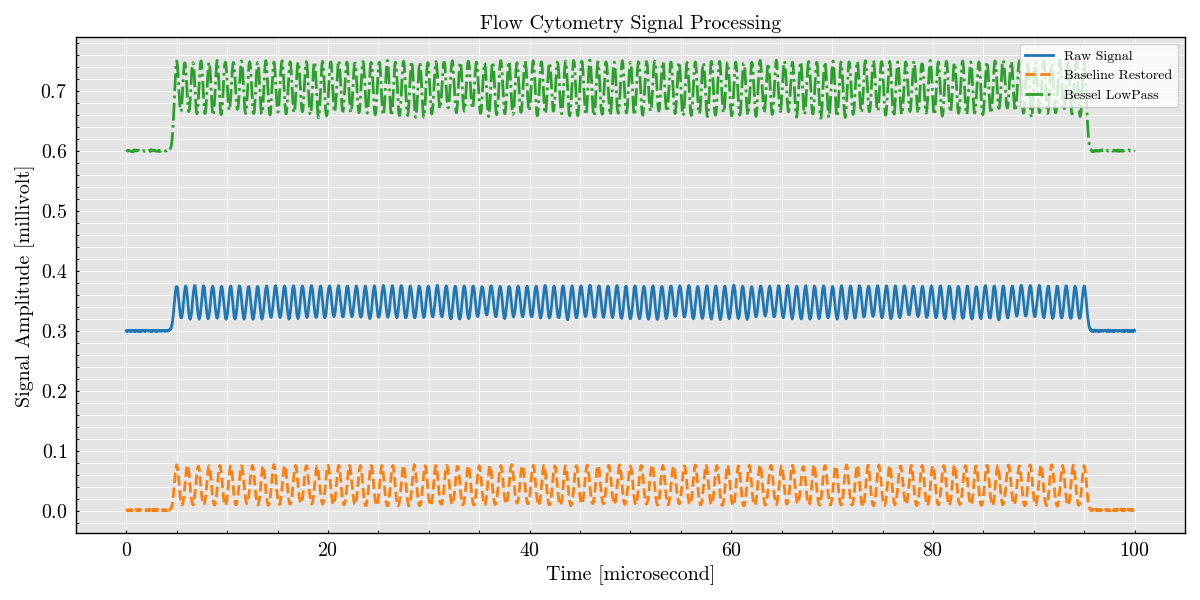 Flow Cytometry Signal Processing
Raw Signal
Baseline Restored
Bessel LowPass
Signal Amplitude [millivolt]
0.7
0.6
0.5
0.4
0.3
0.2
0.1
0.0
0 20 40 60 80 100
Time [microsecond]